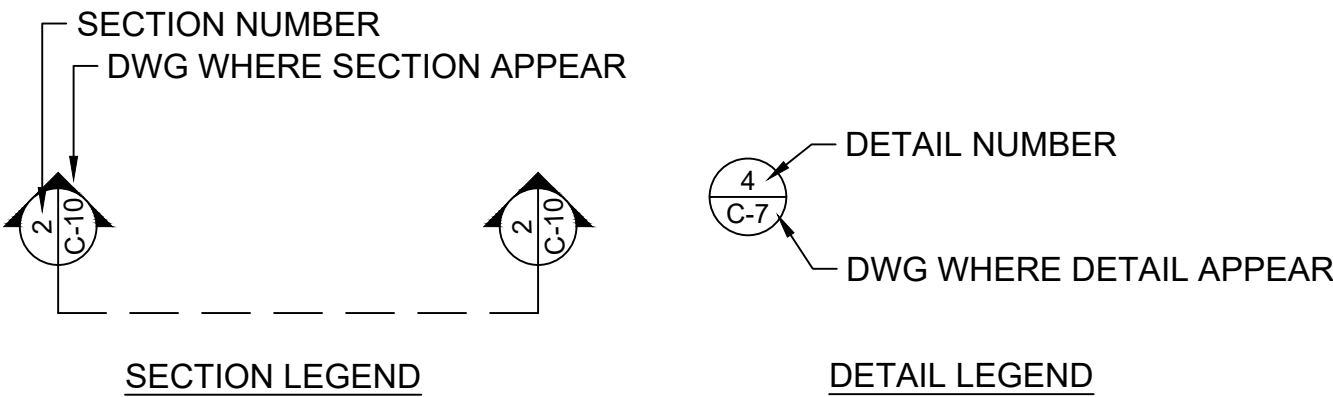 SECTION NUMBER
DWG WHERE SECTION APPEAR
2
C-10
2
C-10
SECTION LEGEND
DETAIL NUMBER
4
C-7
DWG WHERE DETAIL APPEAR
DETAIL LEGEND